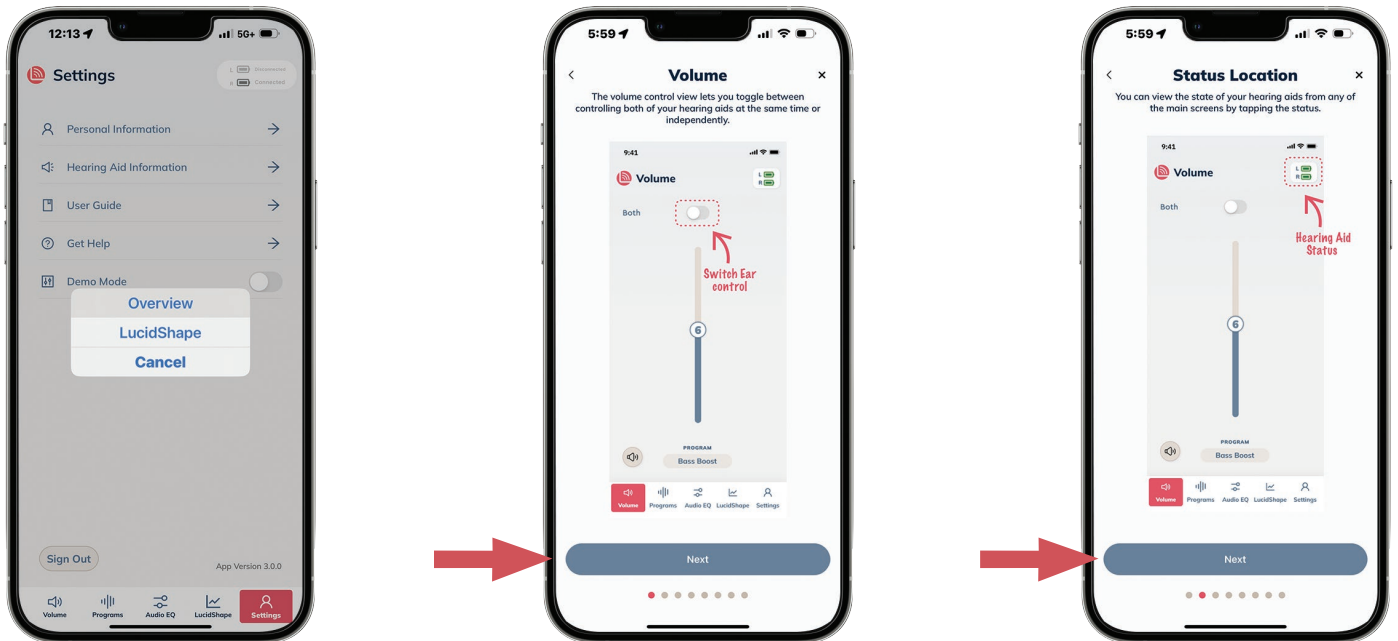 12:13
5G+
Settings
L Disconnected
R Connected
Personal Information
Hearing Aid Information
User Guide
Get Help
Demo Mode
Overview
LucidShape
Cancel
Sign Out
App Version 3.0.0
Volume Programs Audio EQ LucidShape Settings
5:59
Volume
The volume control view lets you toggle between
controlling both of your hearing aids at the same time or
independently.
9:41
Volume
L
R
Both
Switch Ear
control
6
PROGRAM
Bass Boost
Volume Programs Audio EQ LucidShape Settings
Next
5:59
Status Location
You can view the state of your hearing aids from any of
the main screens by tapping the status.
9:41
Volume
L
R
Both
Hearing Aid
Status
6
PROGRAM
Bass Boost
Volume Programs Audio EQ LucidShape Settings
Next